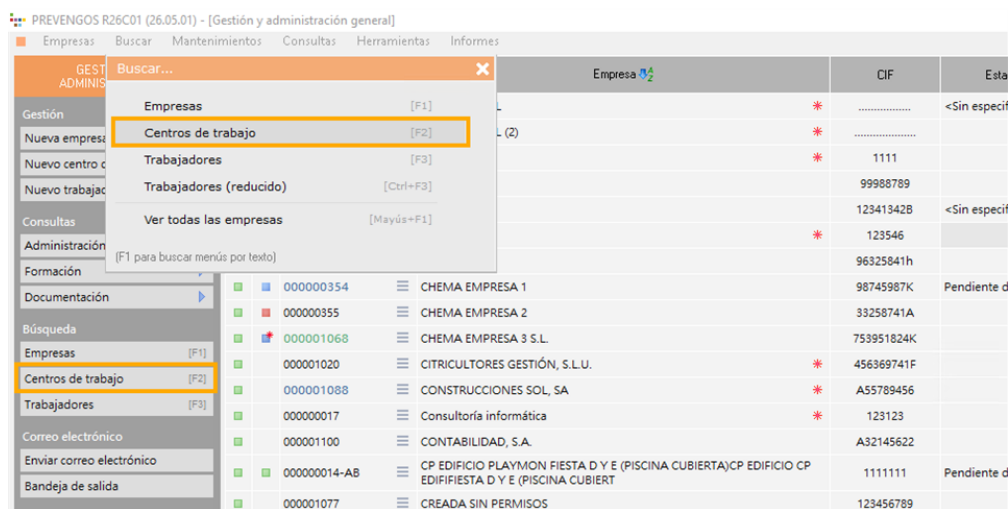 PREVENGOS R26C01 (26.05.01) - [Gestión y administración general]
Empresas Buscar Mantenimientos Consultas Herramientas Informes
GEST
ADMINIS
Gestión
Nueva empresa
Nuevo centro
Nuevo trabajad
Consultas
Administración
Formación
Documentación
Búsqueda
Empresas [F1]
Centros de trabajo [F2]
Trabajadores [F3]
Correo electrónico
Enviar correo electrónico
Bandeja de salida
Buscar...
Empresas [F1]
Centros de trabajo [F2]
Trabajadores [F3]
Trabajadores (reducido) [Ctrl+F3]
Ver todas las empresas [Mayús+F1]
(F1 para buscar menús por texto)
Empresa CIF Esta
L * ................. <Sin especif
L (2) * ....................
* 1111
99988789
12341342B <Sin especif
* 123546
96325841h
000000354 CHEMA EMPRESA 1 98745987K Pendiente d
000000355 CHEMA EMPRESA 2 33258741A
000001068 CHEMA EMPRESA 3 S.L. 753951824K
000001020 CITRICULTORES GESTIÓN, S.L.U. * 456369741F
000001088 CONSTRUCCIONES SOL, SA * A55789456
000000017 Consultoría informática * 123123
000001100 CONTABILIDAD, S.A. A32145622
000000014-AB CP EDIFICIO PLAYMON FIESTA D Y E (PISCINA CUBIERTA)CP EDIFICIO CP
EDIFIFIESTA D Y E (PISCINA CUBIERT 1111111 Pendiente d
000001077 CREADA SIN PERMISOS 123456789